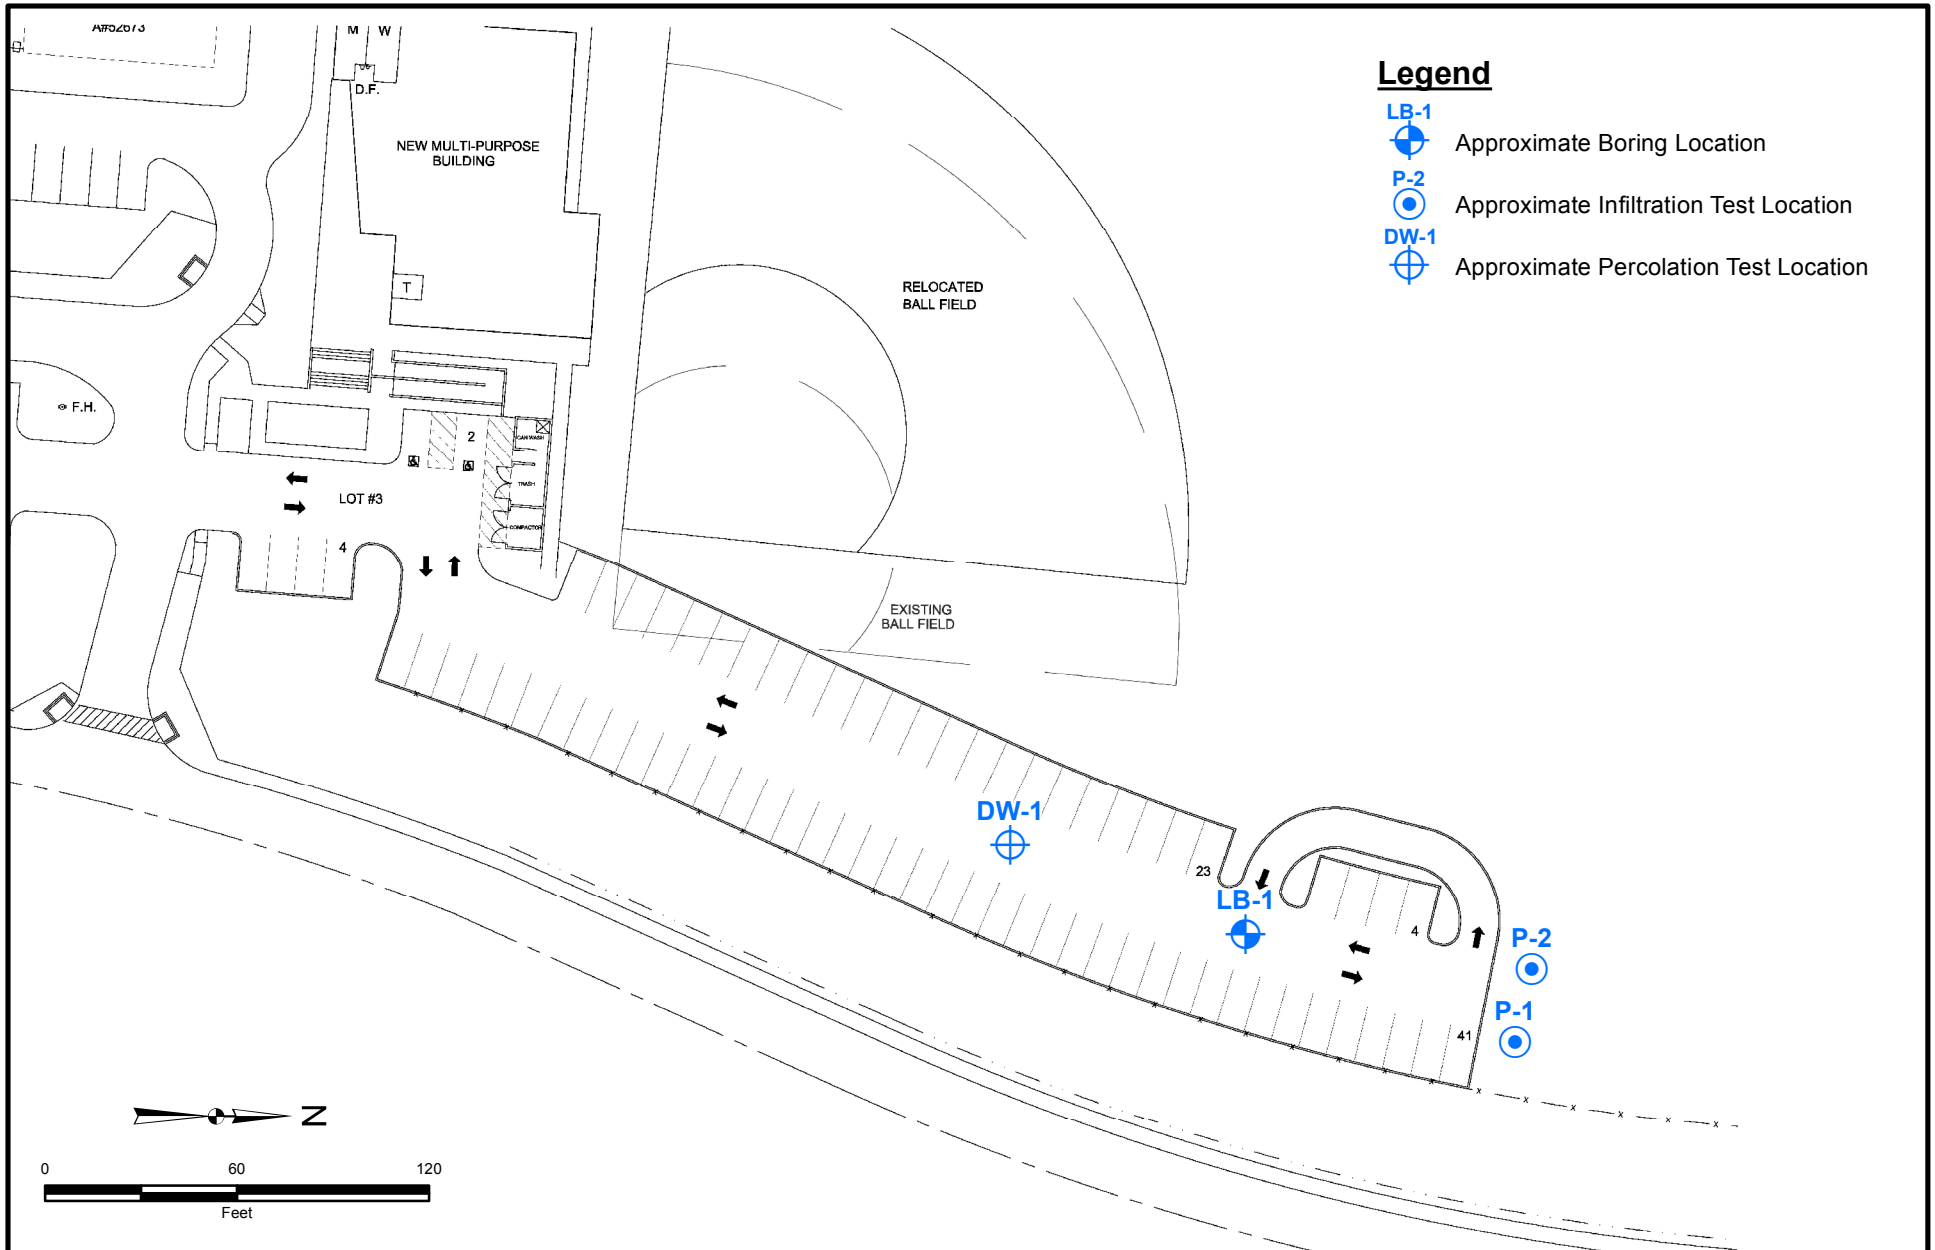 A#52673
M W
D.F.
NEW MULTI-PURPOSE
BUILDING
T
F.H.
2
CAN WASH
TRASH
COMPACTOR
LOT #3
4
RELOCATED
BALL FIELD
EXISTING
BALL FIELD
Legend
LB-1
Approximate Boring Location
P-2
Approximate Infiltration Test Location
DW-1
Approximate Percolation Test Location
DW-1
23
LB-1
4
P-2
P-1
41
N
0 60 120
Feet